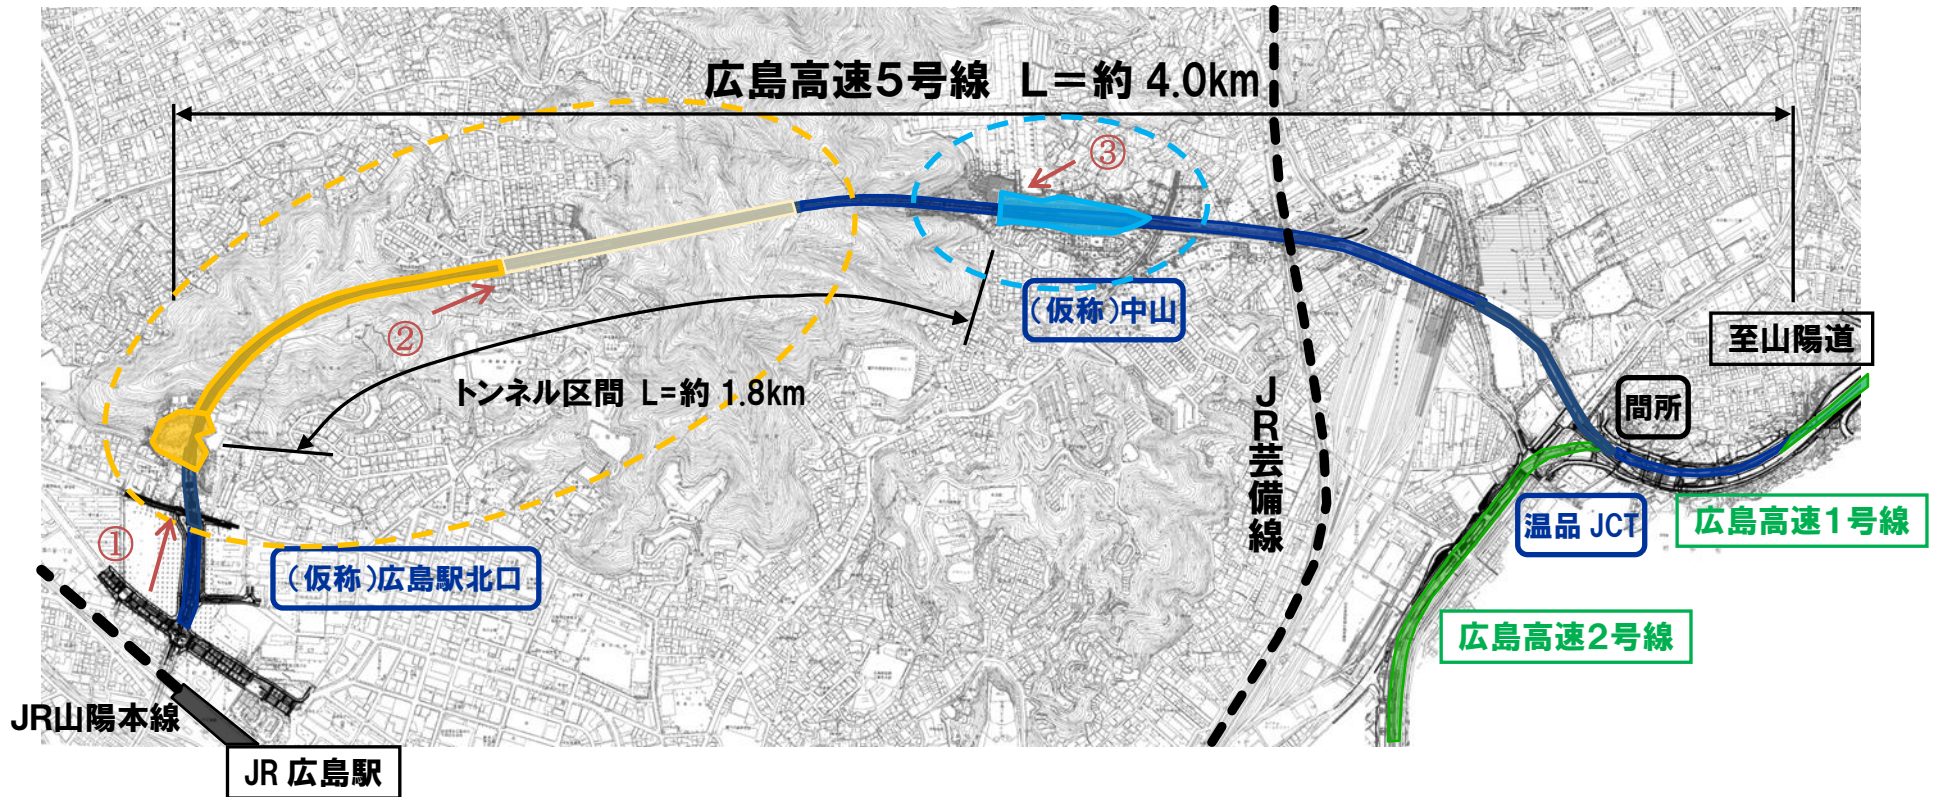 広島高速5号線 L=約 4.0km
③
(仮称)中山
②
至山陽道
トンネル区間 L=約 1.8km
間所
JR芸備線
①
温品 JCT
広島高速1号線
(仮称)広島駅北口
広島高速2号線
JR山陽本線
JR 広島駅